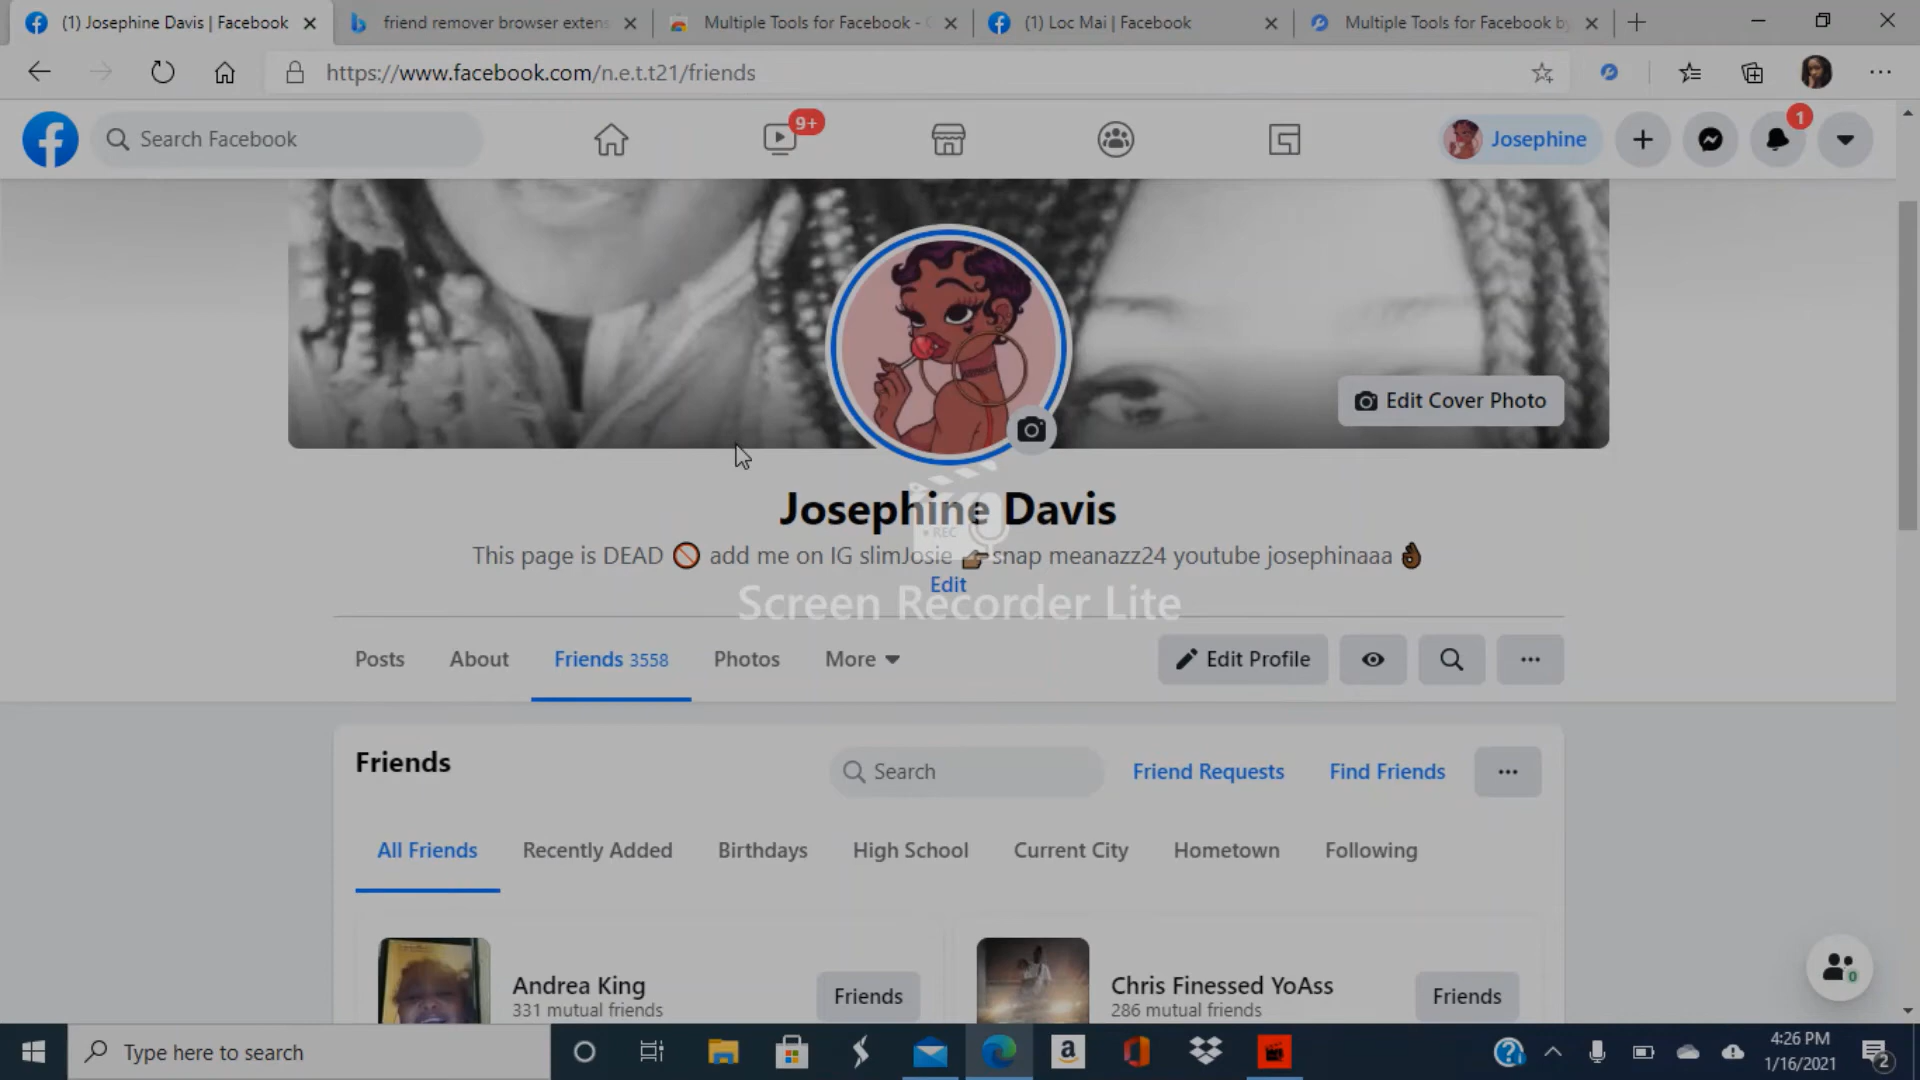 (1) Josephine Davis | Facebook
friend remover browser extens
Multiple Tools for Facebook -
(1) Loc Mai | Facebook
Multiple Tools for Facebook by
https://www.facebook.com/n.e.t.t21/friends
Search Facebook
9+
Josephine
1
Edit Cover Photo
Josephine Davis
This page is DEAD 🚫 add me on IG slimJosie 👉🏾snap meanazz24 youtube josephinaaa 👌🏾
Edit
REC
Screen Recorder Lite
Posts
About
Friends 3558
Photos
More
Edit Profile
Friends
Search
Friend Requests
Find Friends
All Friends
Recently Added
Birthdays
High School
Current City
Hometown
Following
Andrea King
331 mutual friends
Friends
Chris Finessed YoAss
286 mutual friends
Friends
0
Type here to search
4:26 PM
1/16/2021
2